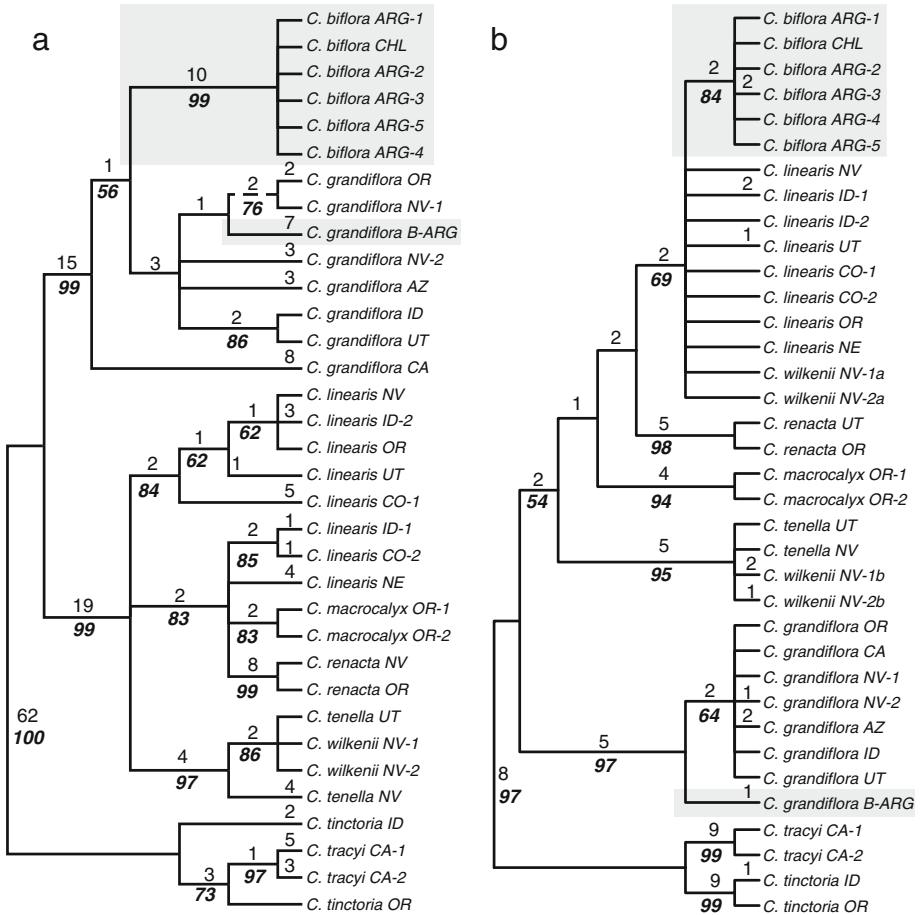 a
C. biflora ARG-1
C. biflora CHL
10
C. biflora ARG-2
99
C. biflora ARG-3
C. biflora ARG-5
C. biflora ARG-4
1
56
2
C. grandiflora OR
2
76
C. grandiflora NV-1
1
7
C. grandiflora B-ARG
15
99
3
3
C. grandiflora NV-2
3
C. grandiflora AZ
2
86
C. grandiflora ID
C. grandiflora UT
8
C. grandiflora CA
C. linearis NV
1
62
3
C. linearis ID-2
C. linearis OR
1
62
1
C. linearis UT
2
84
5
C. linearis CO-1
1
C. linearis ID-1
2
85
1
C. linearis CO-2
4
C. linearis NE
19
99
2
83
2
83
C. macrocalyx OR-1
C. macrocalyx OR-2
8
99
C. renacta NV
C. renacta OR
62
100
C. tenella UT
2
86
C. wilkenii NV-1
C. wilkenii NV-2
4
97
4
C. tenella NV
2
C. tinctoria ID
5
C. tracyi CA-1
1
97
3
C. tracyi CA-2
3
73
C. tinctoria OR
b
C. biflora ARG-1
C. biflora CHL
2
84
C. biflora ARG-2
2
C. biflora ARG-3
C. biflora ARG-4
C. biflora ARG-5
C. linearis NV
2
C. linearis ID-1
C. linearis ID-2
1
C. linearis UT
2
69
C. linearis CO-1
C. linearis CO-2
C. linearis OR
C. linearis NE
C. wilkenii NV-1a
C. wilkenii NV-2a
2
5
98
C. renacta UT
C. renacta OR
1
4
94
C. macrocalyx OR-1
C. macrocalyx OR-2
2
54
C. tenella UT
5
95
C. tenella NV
2
C. wilkenii NV-1b
1
C. wilkenii NV-2b
C. grandiflora OR
C. grandiflora CA
C. grandiflora NV-1
2
64
1
C. grandiflora NV-2
2
C. grandiflora AZ
C. grandiflora ID
C. grandiflora UT
5
97
1
C. grandiflora B-ARG
8
97
9
99
C. tracyi CA-1
C. tracyi CA-2
9
99
1
C. tinctoria ID
C. tinctoria OR